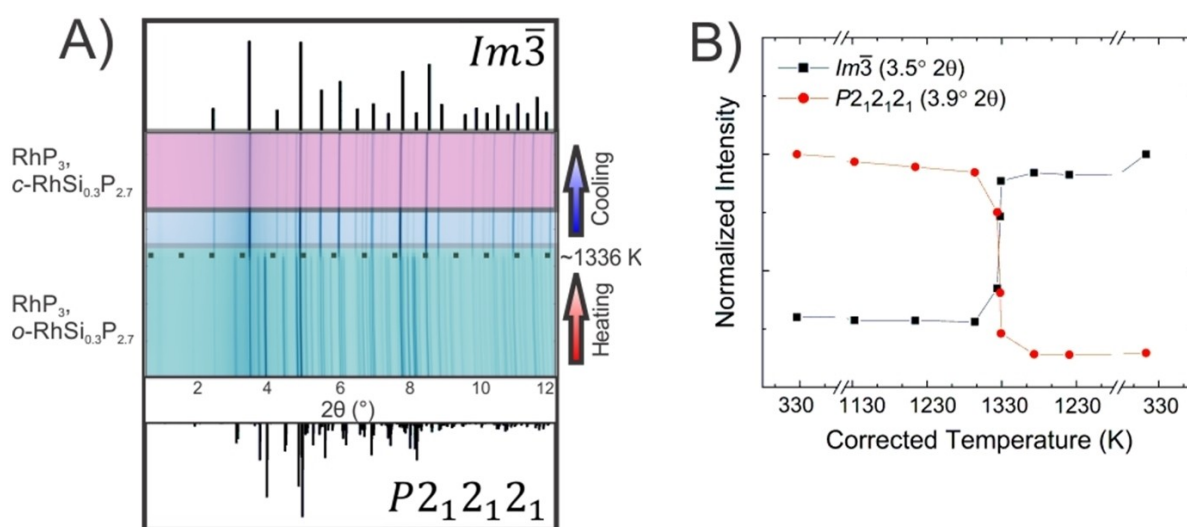 A)
Im3̅
RhP₃,
c-RhSi₀.₃P₂.₇
Cooling
~1336 K
RhP₃,
o-RhSi₀.₃P₂.₇
Heating
2 4 6 8 10 12
2θ (°)
P2₁2₁2₁
B)
Im3̅ (3.5° 2θ)
P2₁2₁2₁ (3.9° 2θ)
Normalized Intensity
330 1130 1230 1330 1230 330
Corrected Temperature (K)